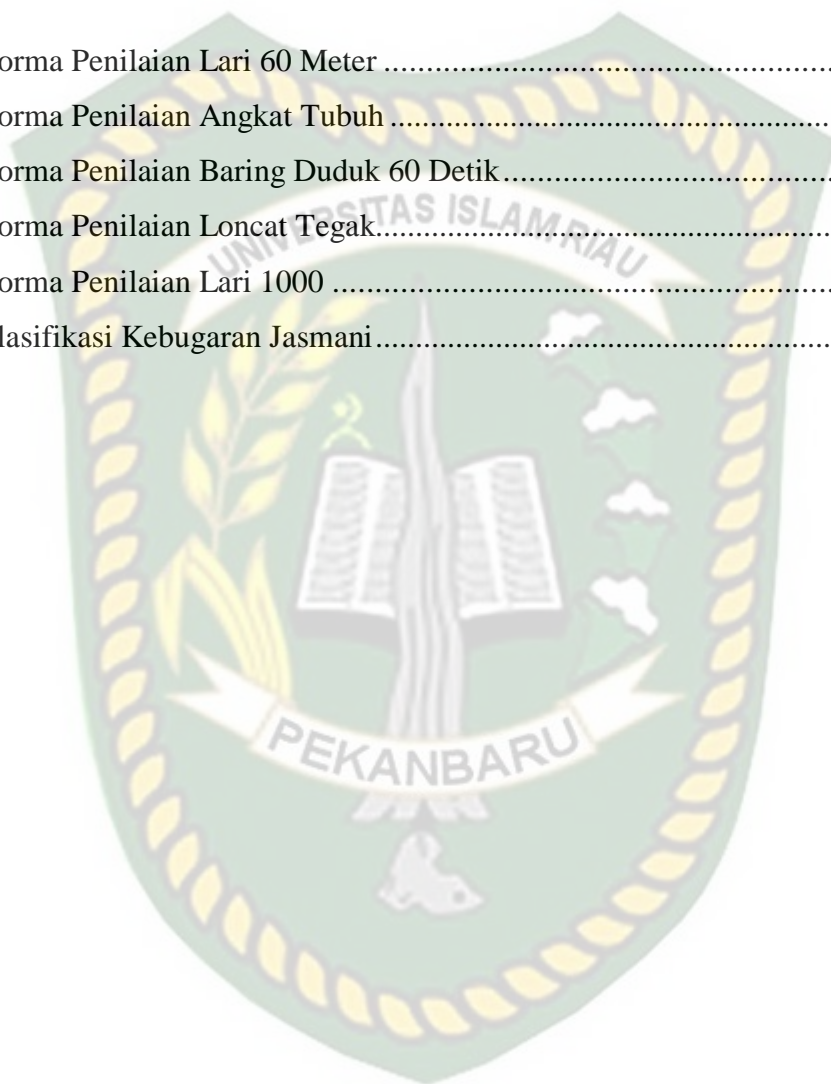 orma Penilaian Lari 60 Meter ....................................................
orma Penilaian Angkat Tubuh ....................................................
orma Penilaian Baring Duduk 60 Detik ......................................
UNIVERSITAS ISLAM RIAU
orma Penilaian Loncat Tegak......................................................
orma Penilaian Lari 1000 ..........................................................
lasifikasi Kebugaran Jasmani.....................................................
PEKANBARU